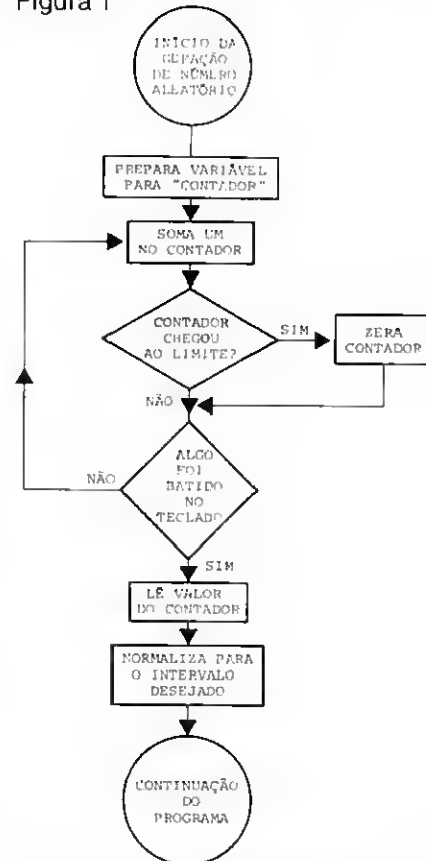 Figura 1
INÍCIO DA
GERAÇÃO
DE NÚMERO
ALEATÓRIO
PREPARA VARIÁVEL
PARA "CONTADOR"
SOMA UM
NO CONTADOR
CONTADOR
CHEGOU
AO LIMITE?
SIM
ZERA
CONTADOR
NÃO
ALGO
FOI
BATIDO
NO
TECLADO
NÃO
SIM
LÊ VALOR
DO CONTADOR
NORMALIZA PARA
O INTERVALO
DESEJADO
CONTINUAÇÃO
DO
PROGRAMA